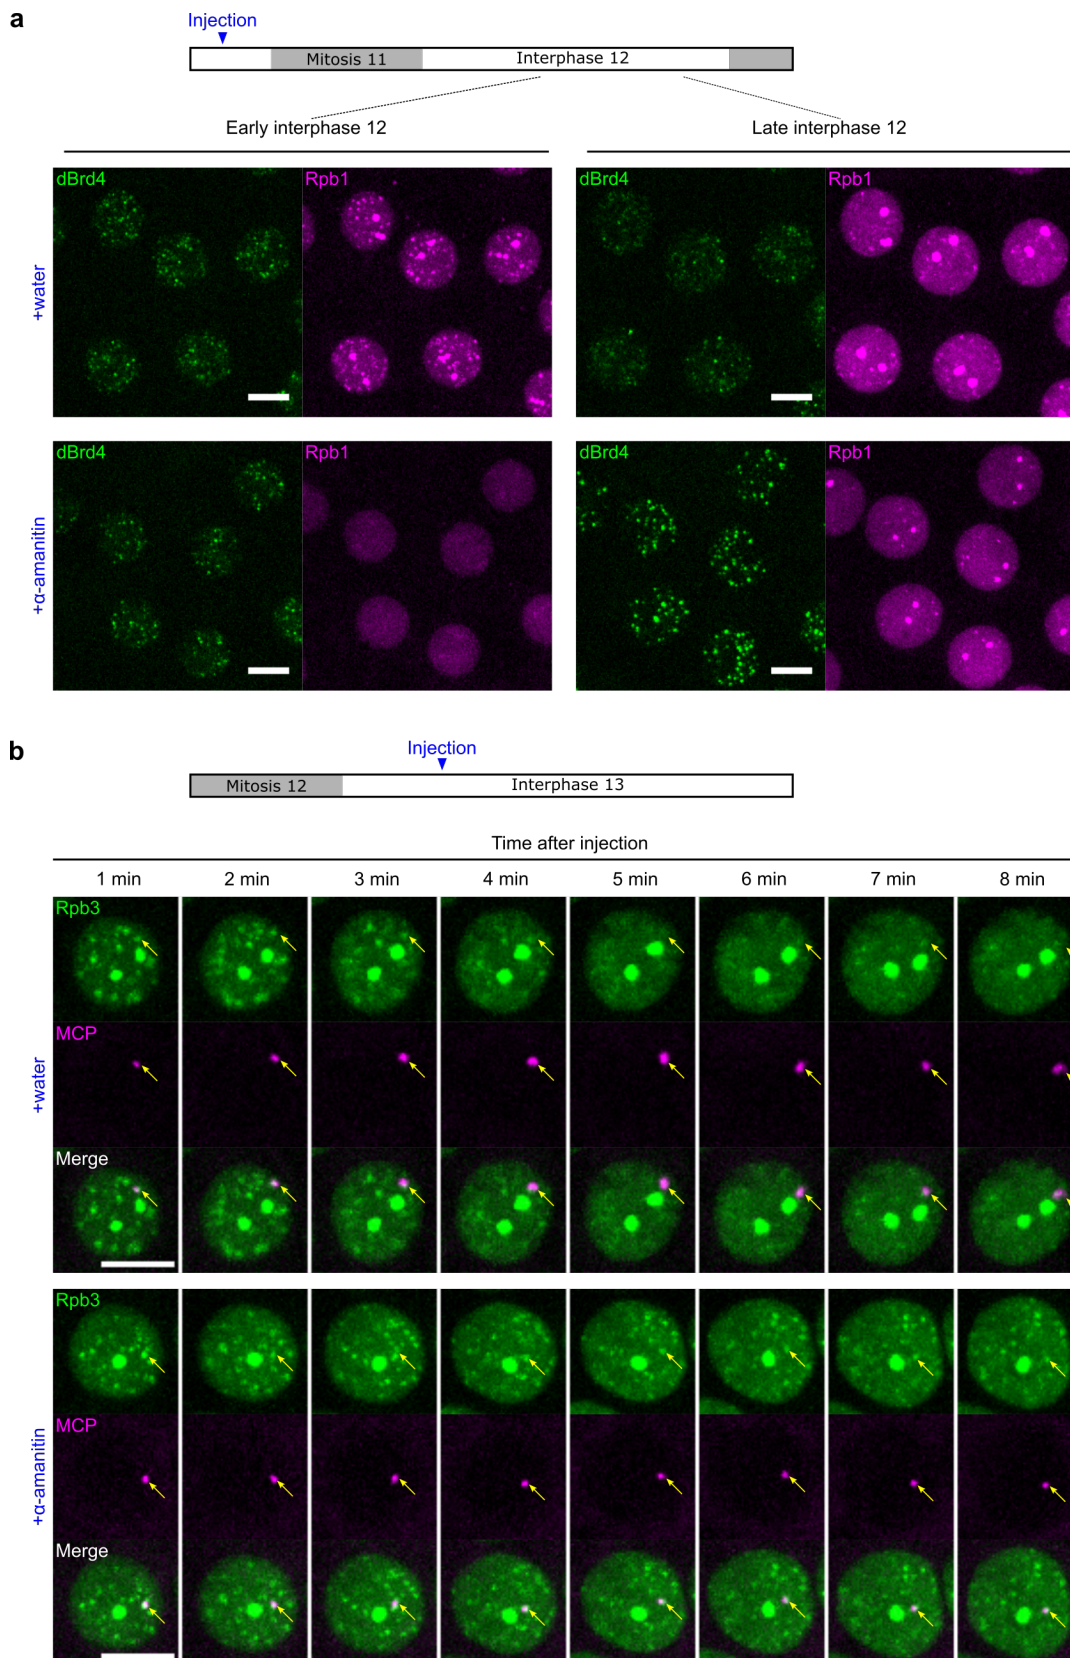 a
Injection
Mitosis 11
Interphase 12
Early interphase 12
Late interphase 12
+water
dBrd4
Rpb1
dBrd4
Rpb1
+α-amanitin
dBrd4
Rpb1
dBrd4
Rpb1
b
Injection
Mitosis 12
Interphase 13
Time after injection
1 min
2 min
3 min
4 min
5 min
6 min
7 min
8 min
+water
Rpb3
MCP
Merge
+α-amanitin
Rpb3
MCP
Merge